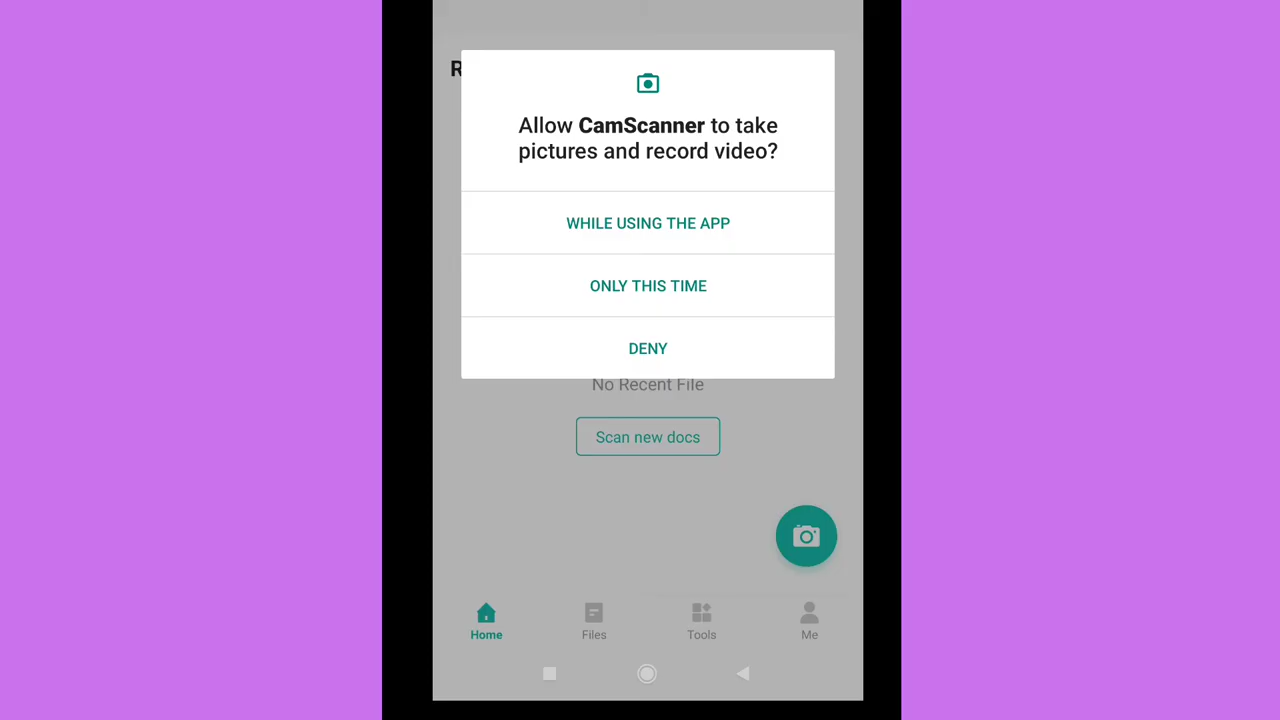 R
Allow CamScanner to take
pictures and record video?
WHILE USING THE APP
ONLY THIS TIME
DENY
No Recent File
Scan new docs
Home
Files
Tools
Me